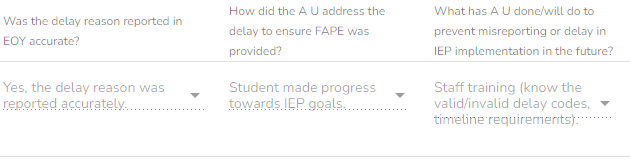 Was the delay reason reported in
EOY accurate?
How did the A U address the
delay to ensure FAPE was
provided?
What has A U done/will do to
prevent misreporting or delay in
IEP implementation in the future?
Yes, the delay reason was
reported accurately.
Student made progress
towards IEP goals.
Staff training (know the
valid/invalid delay codes,
timeline requirements).